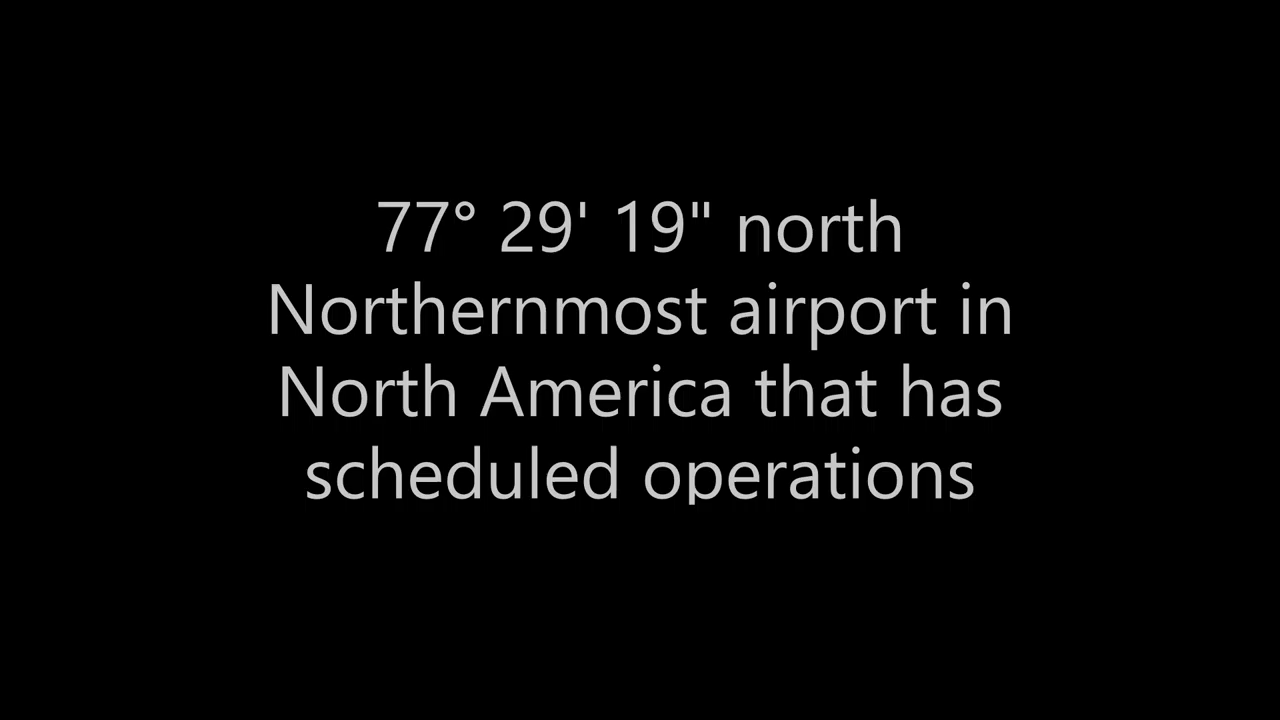 77° 29' 19" north
Northernmost airport in
North America that has
scheduled operations